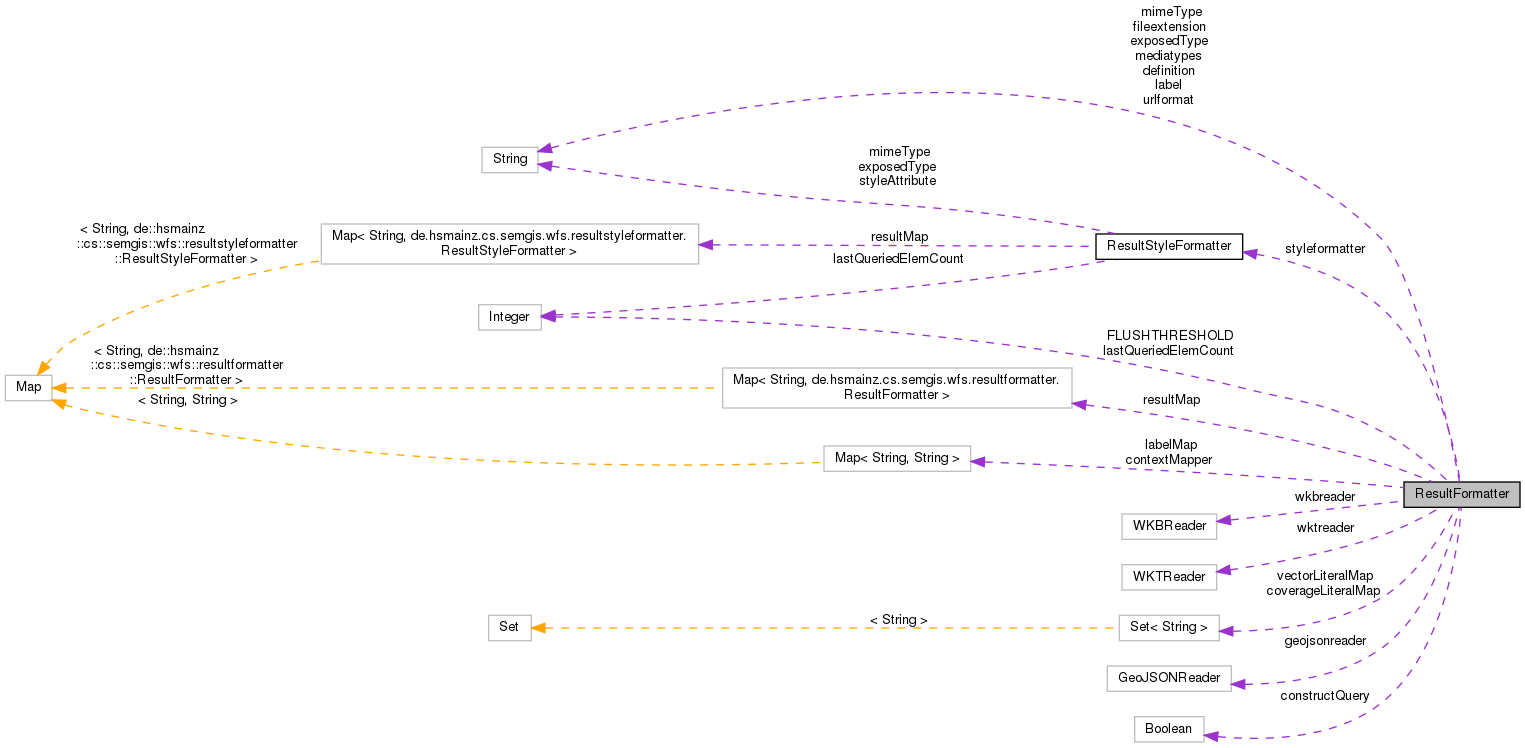 mimeType
fileextension
exposedType
mediatypes
definition
label
urlformat
String
mimeType
exposedType
styleAttribute
< String, de::hsmainz
::cs::semgis::wfs::resultstyleformatter
::ResultStyleFormatter >
Map< String, de.hsmainz.cs.semgis.wfs.resultstyleformatter.
ResultStyleFormatter >
resultMap
ResultStyleFormatter
styleformatter
lastQueriedElemCount
Integer
FLUSHTHRESHOLD
lastQueriedElemCount
< String, de::hsmainz
::cs::semgis::wfs::resultformatter
::ResultFormatter >
Map
Map< String, de.hsmainz.cs.semgis.wfs.resultformatter.
ResultFormatter >
resultMap
< String, String >
Map< String, String >
labelMap
contextMapper
ResultFormatter
wkbreader
WKBReader
wktreader
WKTReader
vectorLiteralMap
coverageLiteralMap
Set
< String >
Set< String >
geojsonreader
GeoJSONReader
constructQuery
Boolean